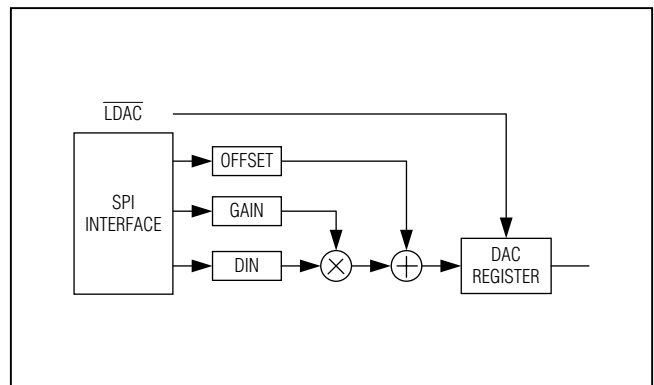 LDAC
OFFSET
SPI
INTERFACE
GAIN
DIN
DAC
REGISTER